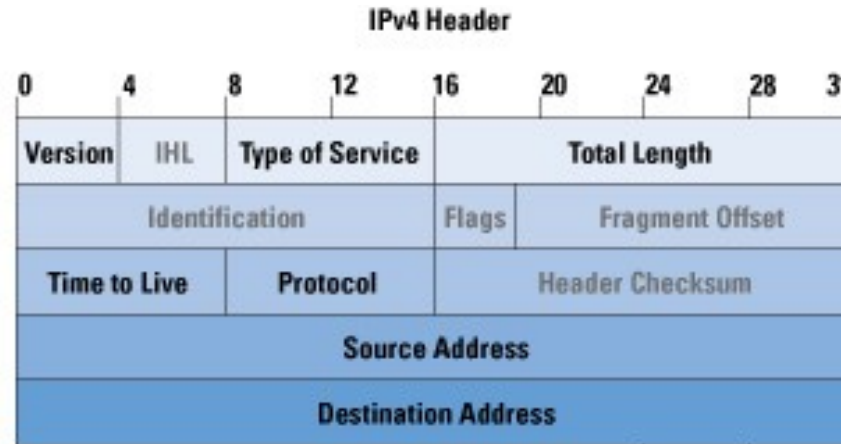 IPv4 Header
0 4 8 12 16 20 24 28 3
Version IHL Type of Service Total Length
Identification Flags Fragment Offset
Time to Live Protocol Header Checksum
Source Address
Destination Address